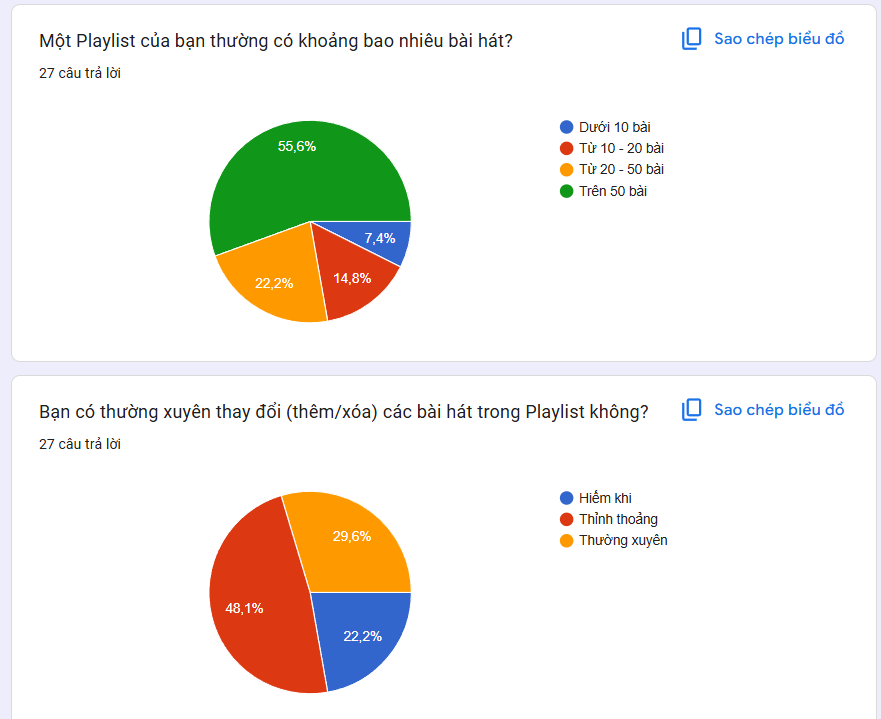 Một Playlist của bạn thường có khoảng bao nhiêu bài hát?
Sao chép biểu đồ
27 câu trả lời
55,6%
7,4%
14,8%
22,2%
Dưới 10 bài
Từ 10 - 20 bài
Từ 20 - 50 bài
Trên 50 bài
Bạn có thường xuyên thay đổi (thêm/xóa) các bài hát trong Playlist không?
Sao chép biểu đồ
27 câu trả lời
29,6%
48,1%
22,2%
Hiếm khi
Thỉnh thoảng
Thường xuyên